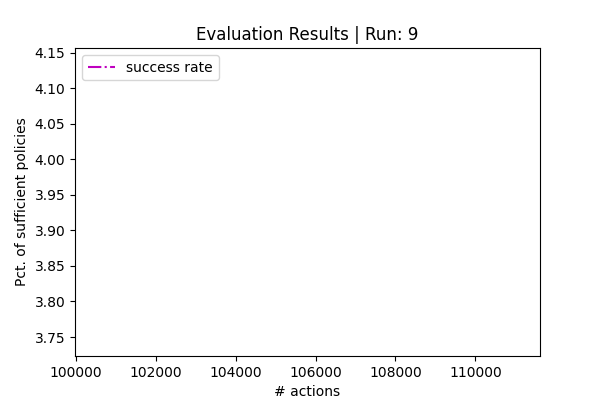 Evaluation Results | Run: 9
success rate
Pct. of sufficient policies
4.15
4.10
4.05
4.00
3.95
3.90
3.85
3.80
3.75
100000 102000 104000 106000 108000 110000
# actions